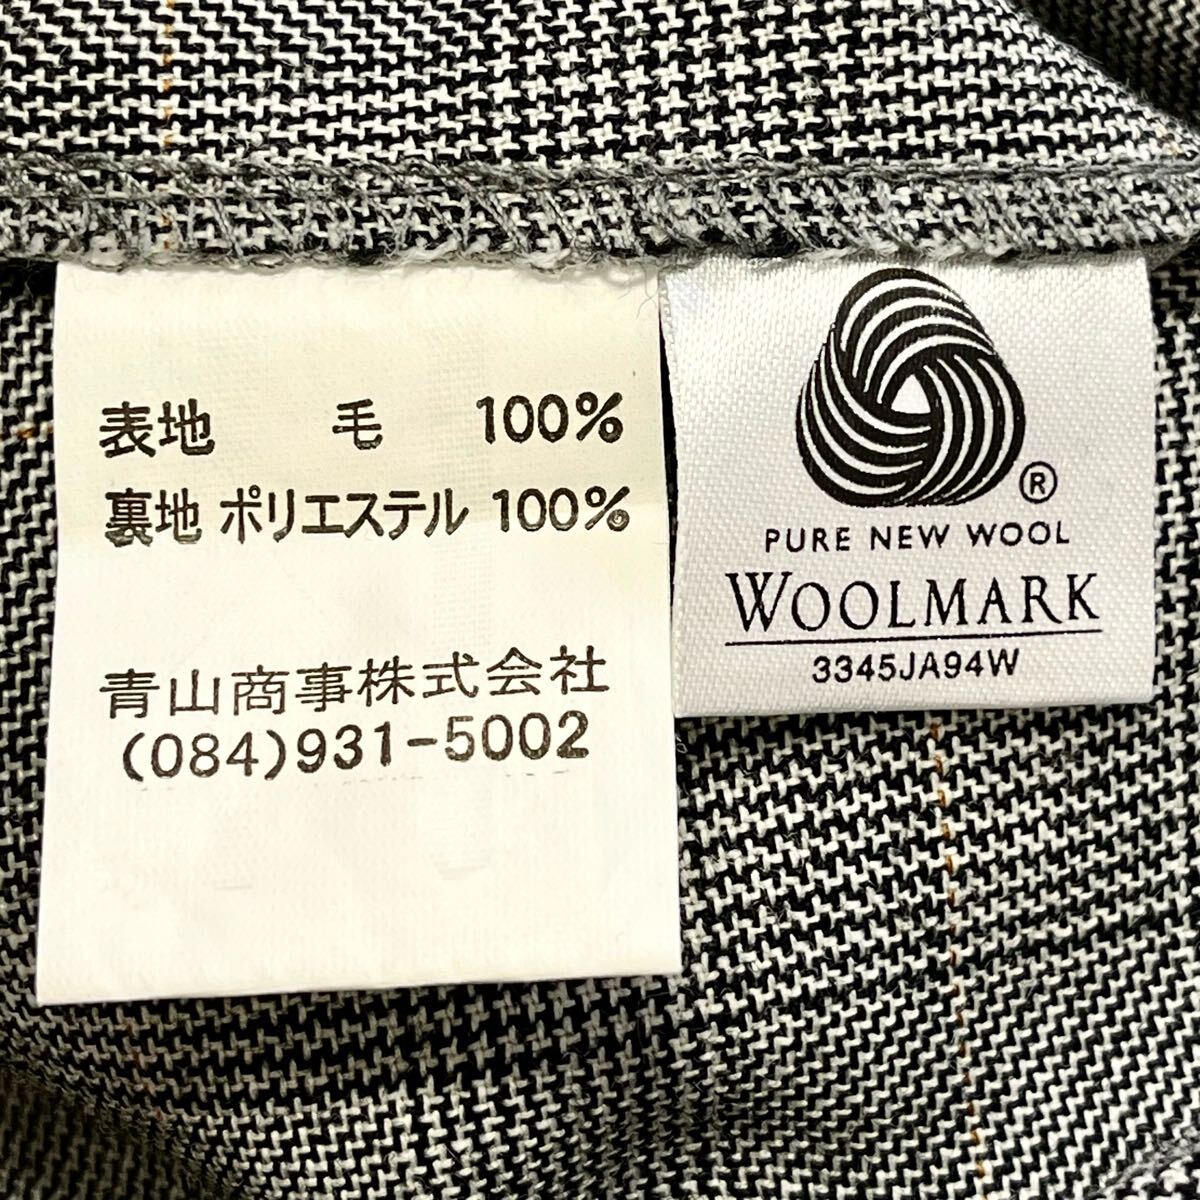 表地 毛 100%
裏地 ポリエステル 100%
青山商事株式会社
(084)931-5002
®
PURE NEW WOOL
WOOLMARK
3345JA94W